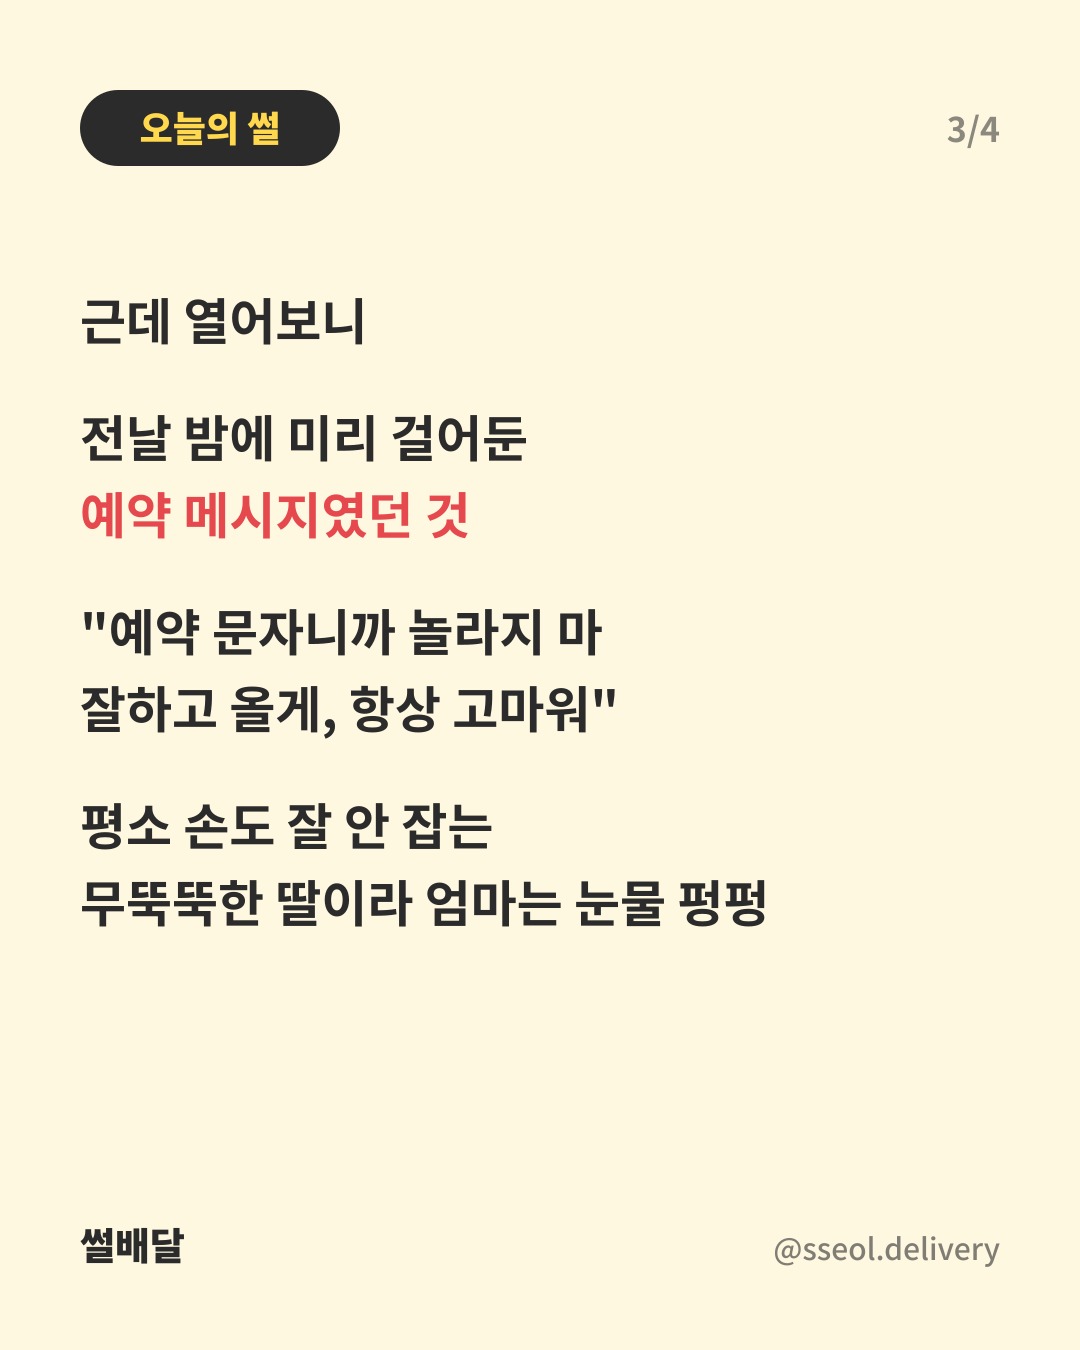 오늘의 썰
3/4
근데 열어보니
전날 밤에 미리 걸어둔
예약 메시지였던 것
"예약 문자니까 놀라지 마
잘하고 올게, 항상 고마워"
평소 손도 잘 안 잡는
무뚝뚝한 딸이라 엄마는 눈물 펑펑
썰배달
@sseol.delivery